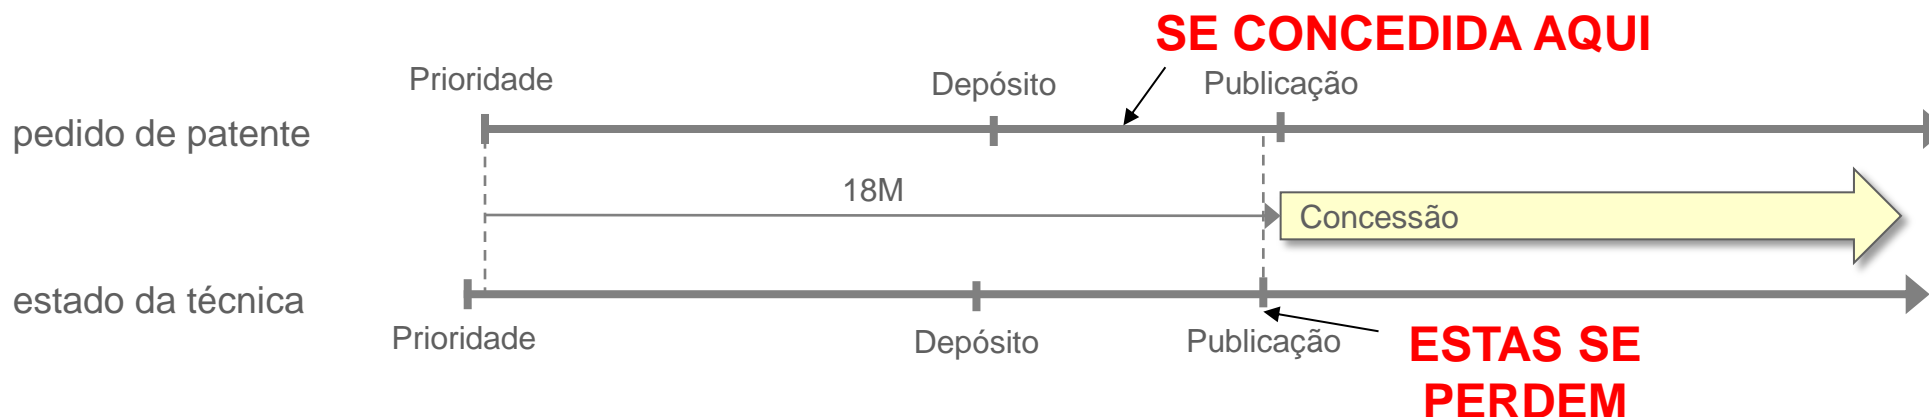 SE CONCEDIDA AQUI
Prioridade
Depósito
Publicação
pedido de patente
18M
Concessão
estado da técnica
Prioridade
Depósito
Publicação
ESTAS SE
PERDEM